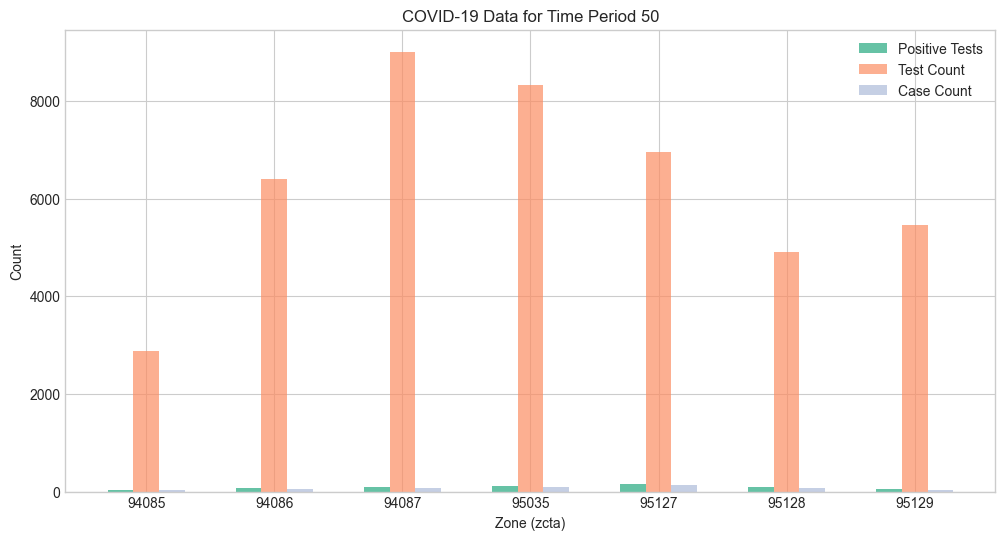 COVID-19 Data for Time Period 50
Positive Tests
Test Count
Case Count
Count
8000
6000
4000
2000
0
94085 94086 94087 95035 95127 95128 95129
Zone (zcta)